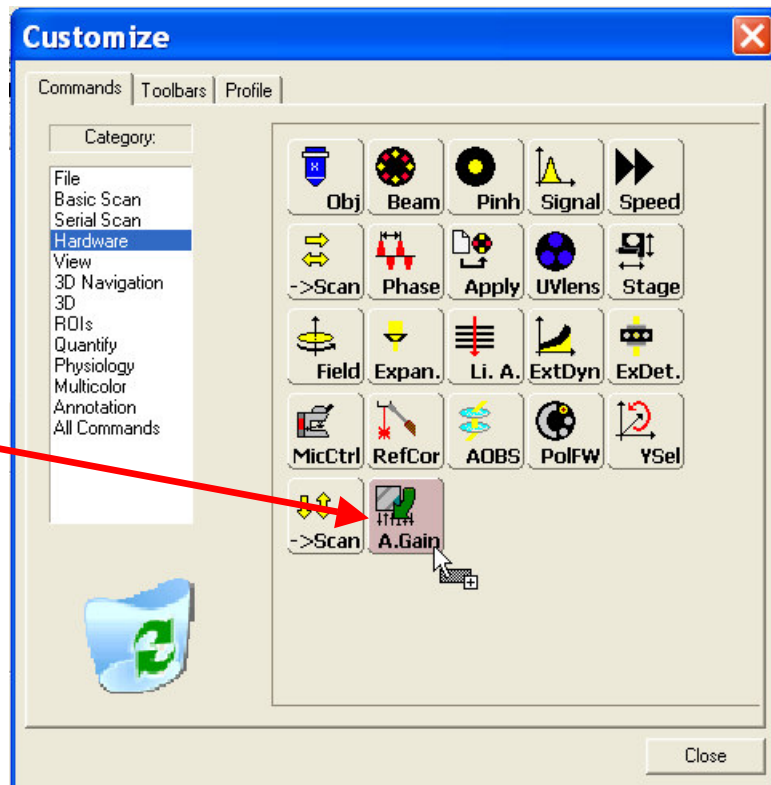 Customize
Commands Toolbars Profile
Category:
File
Basic Scan
Serial Scan
Hardware
View
3D Navigation
3D
ROIs
Quantify
Physiology
Multicolor
Annotation
All Commands
Obj Beam Pinh Signal Speed
->Scan Phase Apply UVlens Stage
Field Expan. Li. A. ExtDyn ExDet.
MicCtrl RefCor AOBS PolFW YSel
->Scan A.Gain
Close